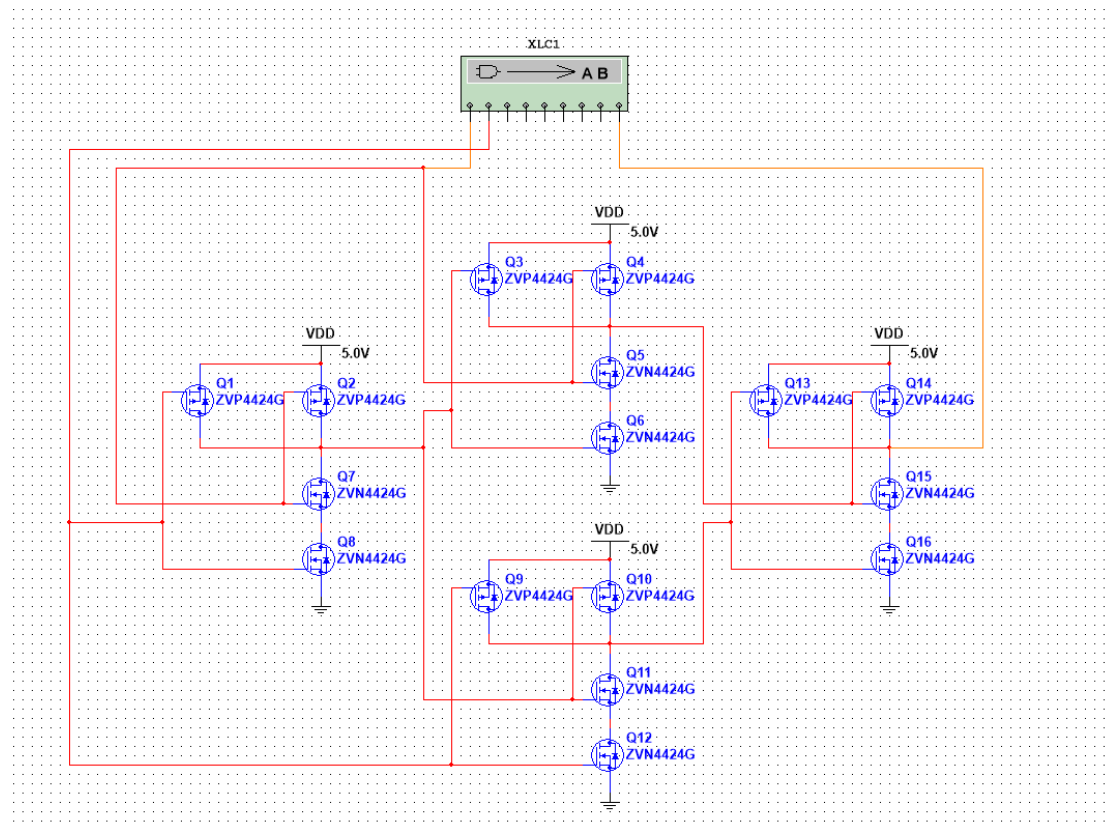 XLC1
A B
VDD
5.0V
Q3
ZVP4424G
Q4
ZVP4424G
Q5
ZVN4424G
Q6
ZVN4424G
VDD
5.0V
Q1
ZVP4424G
Q2
ZVP4424G
Q7
ZVN4424G
Q8
ZVN4424G
VDD
5.0V
Q13
ZVP4424G
Q14
ZVP4424G
Q15
ZVN4424G
Q16
ZVN4424G
VDD
5.0V
Q9
ZVP4424G
Q10
ZVP4424G
Q11
ZVN4424G
Q12
ZVN4424G